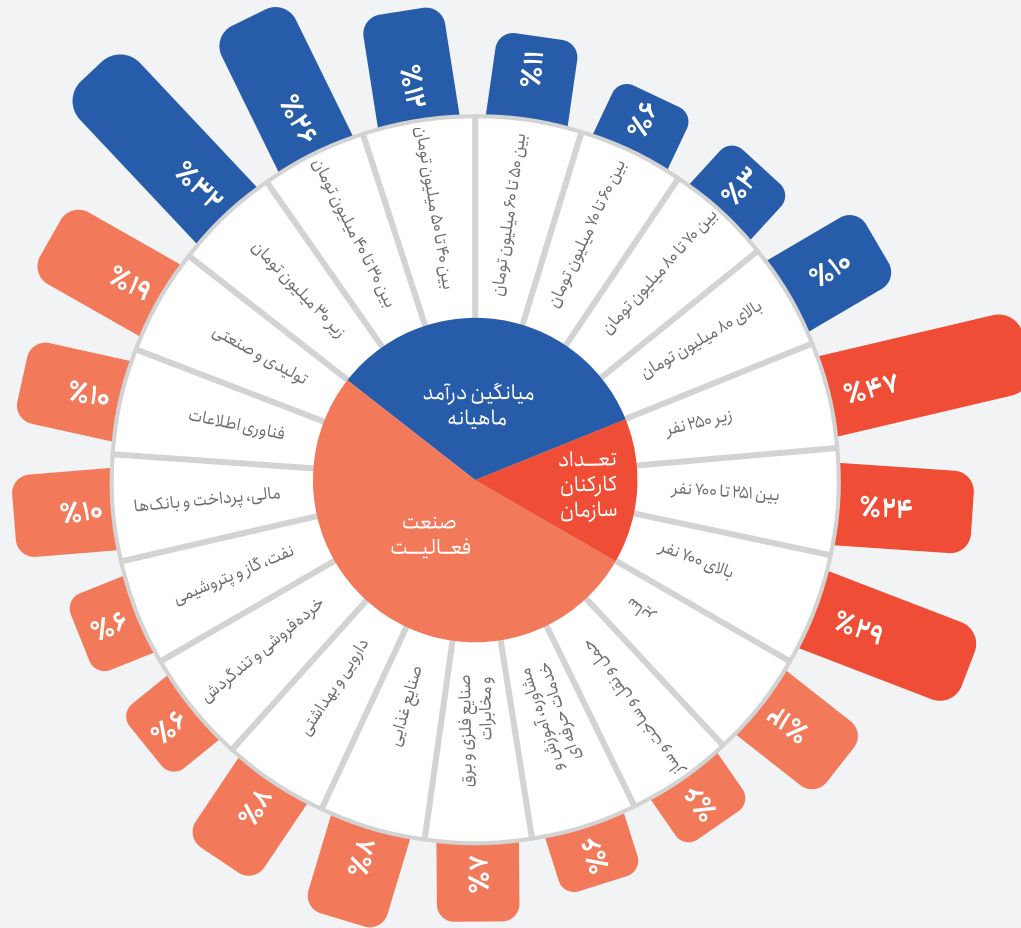 میانگین درآمد
ماهیانه
زیر ۳۰ میلیون تومان
%۳۲
بین ۳۰ تا ۴۰ میلیون تومان
%۲۶
بین ۴۰ تا ۵۰ میلیون تومان
%۱۲
بین ۵۰ تا ۶۰ میلیون تومان
%۱۱
بین ۶۰ تا ۷۰ میلیون تومان
%۶
بین ۷۰ تا ۸۰ میلیون تومان
%۳
بالای ۸۰ میلیون تومان
%۱۰
تعـــداد
کارکنان
سازمان
زیر ۲۵۰ نفر
%۴۷
بین ۲۵۱ تا ۷۰۰ نفر
%۲۴
بالای ۷۰۰ نفر
%۲۹
صنعت
فعــالیـــت
سایر
%۱۲
حمل و نقل و ساخت و ساز
%۶
خدمات حرفه ای
مشاوره، آموزش و
%۶
صنایع فلزی و برق
و مخابرات
%۷
صنایع غذایی
%۸
دارویی و بهداشتی
%۸
خرده‌فروشی و تندگردش
%۶
نفت، گاز و پتروشیمی
%۶
مالی، پرداخت و بانک‌ها
%۱۰
فناوری اطلاعات
%۱۰
تولیدی و صنعتی
%۱۹